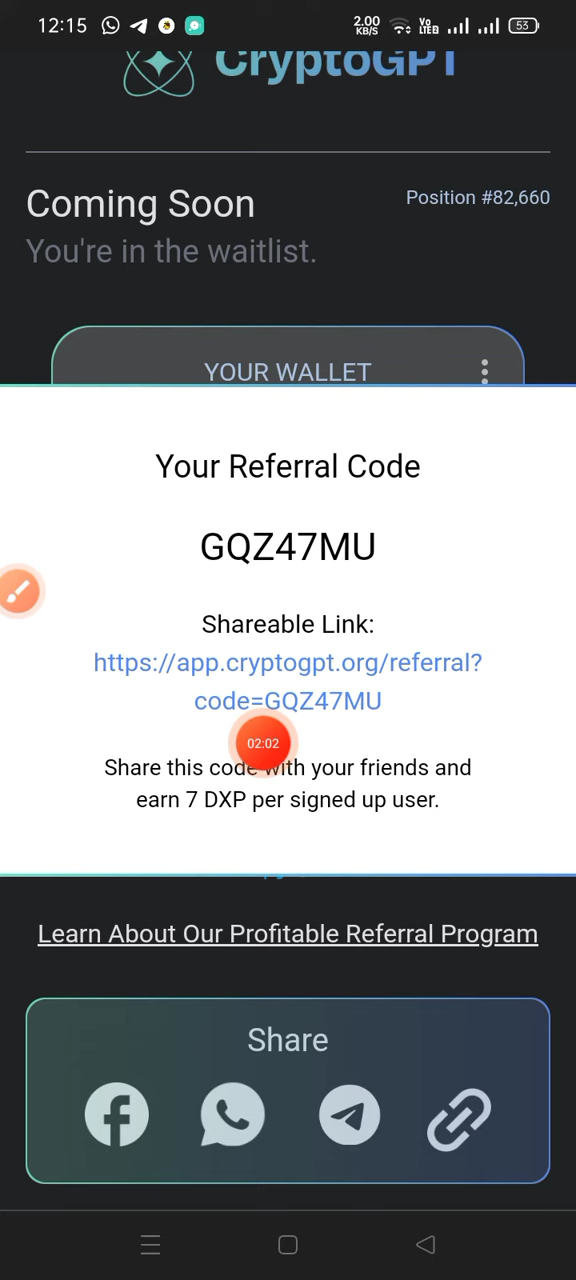 12:15
2.00
KB/S
Vo
LTE
53
CryptoGPT
Coming Soon
Position #82,660
You're in the waitlist.
YOUR WALLET
Your Referral Code
GQZ47MU
Shareable Link:
https://app.cryptogpt.org/referral?
code=GQZ47MU
02:02
Share this code with your friends and
earn 7 DXP per signed up user.
Learn About Our Profitable Referral Program
Share